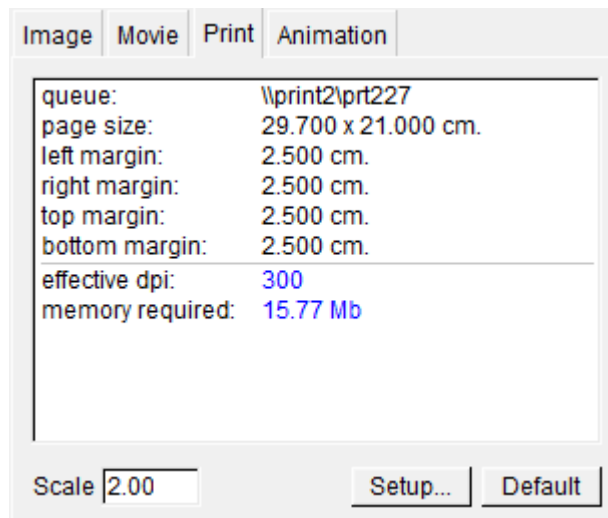 Image Movie Print Animation
queue: \\print2\prt227
page size: 29.700 x 21.000 cm.
left margin: 2.500 cm.
right margin: 2.500 cm.
top margin: 2.500 cm.
bottom margin: 2.500 cm.
effective dpi: 300
memory required: 15.77 Mb
Scale 2.00 Setup... Default